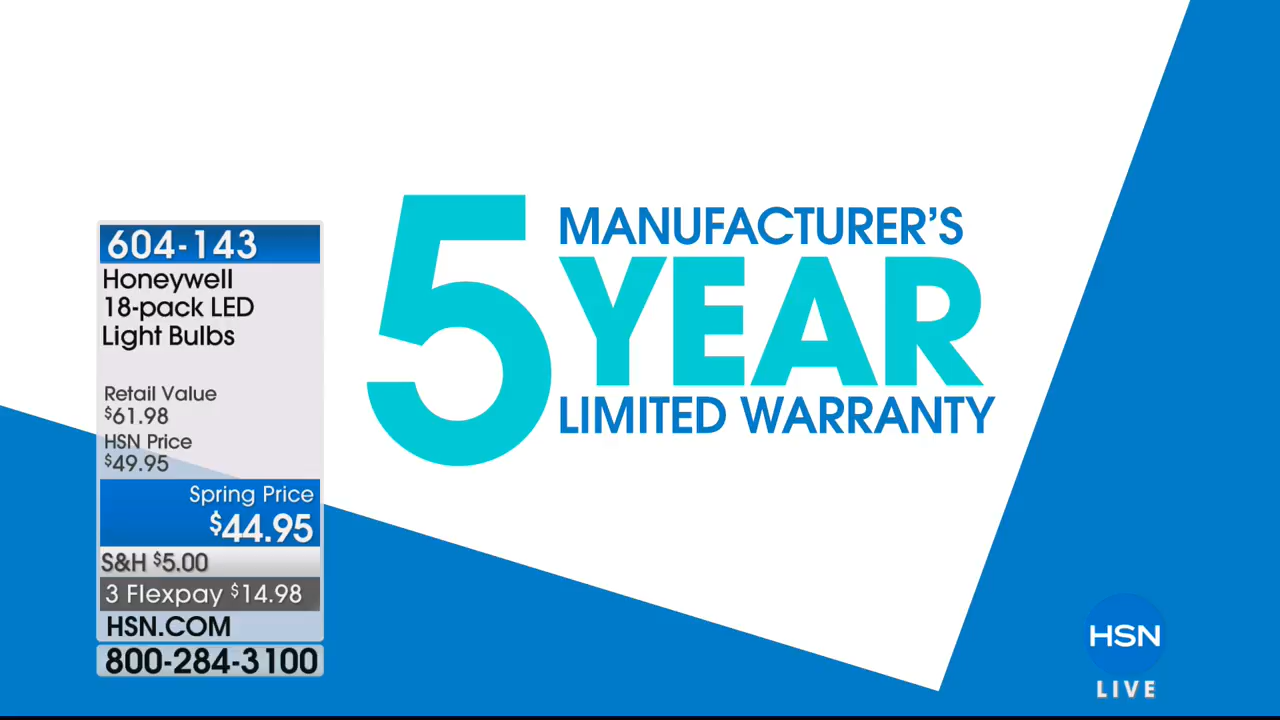 604-143
Honeywell
18-pack LED
Light Bulbs
Retail Value
$61.98
HSN Price
$49.95
Spring Price
$44.95
S&H $5.00
3 Flexpay $14.98
HSN.COM
800-284-3100
5
MANUFACTURER’S
YEAR
LIMITED WARRANTY
HSN
LIVE